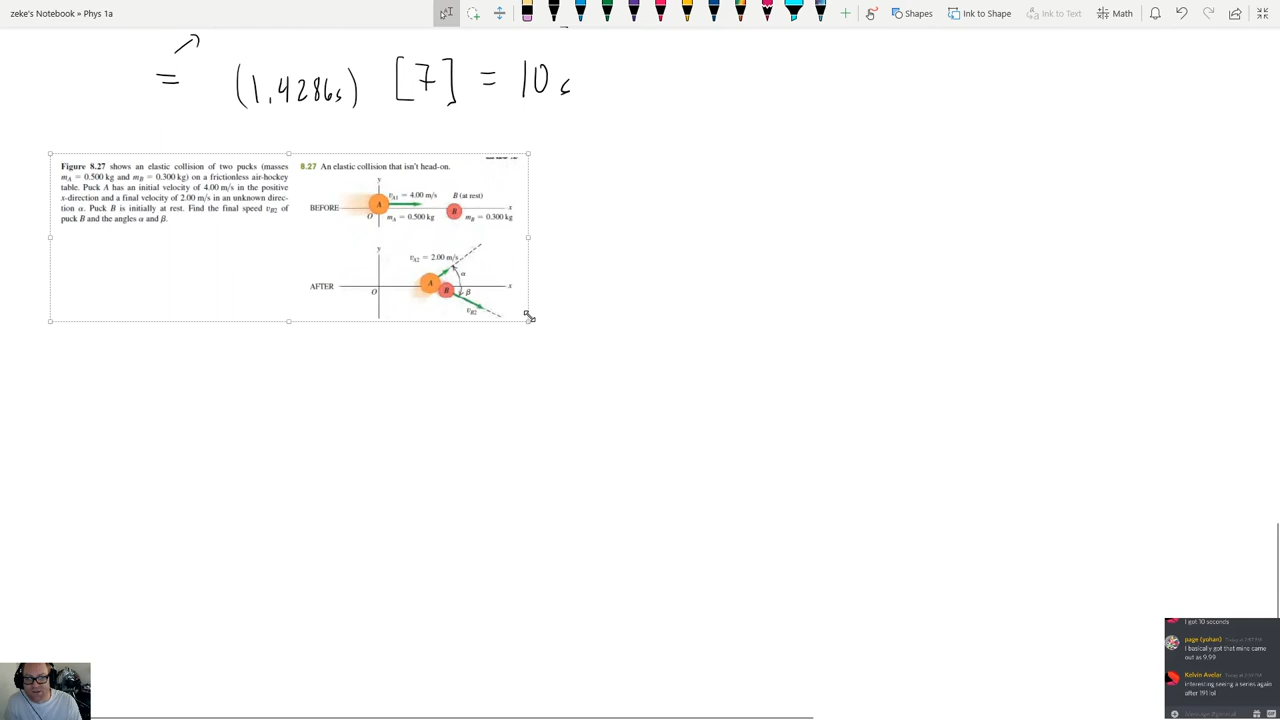 zeke's Notebook » Phys 1a
Shapes
Ink to Shape
Ink to Text
Math
= (1.4286s) [7] = 10 s
Figure 8.27 shows an elastic collision of two pucks (masses
mA = 0.500 kg and mB = 0.300 kg) on a frictionless air-hockey
table. Puck A has an initial velocity of 4.00 m/s in the positive
x-direction and a final velocity of 2.00 m/s in an unknown direc-
tion α. Puck B is initially at rest. Find the final speed vB2 of
puck B and the angles α and β.
8.27 An elastic collision that isn't head-on.
y
vA1 = 4.00 m/s
B (at rest)
BEFORE
A
B
x
O
mA = 0.500 kg
mB = 0.300 kg
y
vA2 = 2.00 m/s
α
AFTER
A
B
β
x
O
vB2
I got 10 seconds
page (yohan)
I basically got that mine came
out as 9.99
Kelvin Avelar
interesting seeing a series again
after 191 lol